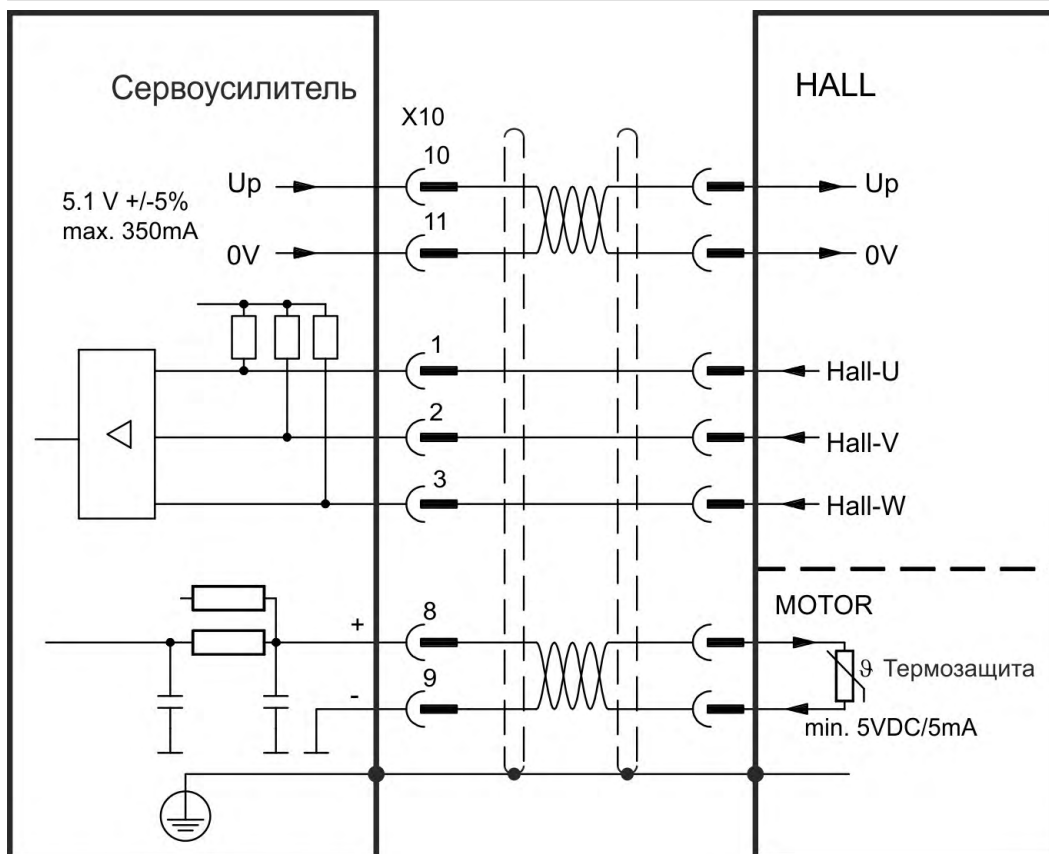 Сервоусилитель
HALL
X10
5.1 V +/-5%
max. 350mA
Up
10
Up
0V
11
0V
1
Hall-U
2
Hall-V
3
Hall-W
MOTOR
+
8
-
9
ϑ Термозащита
min. 5VDC/5mA